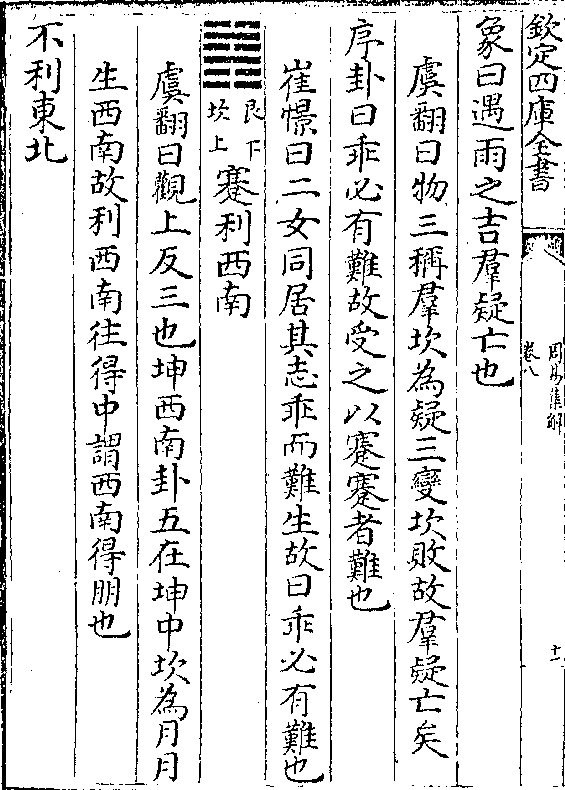 欽定四庫全書
周易集解
卷八
十一
象曰遇雨之吉羣疑亡也
虞翻曰物三稱羣坎為疑三變坎敗故羣疑亡矣
序卦曰乖必有難故受之以蹇蹇者難也
崔憬曰二女同居其志乖而難生故曰乖必有難也
艮下
坎上
蹇利西南
虞翻曰觀上反三也坤西南卦五在坤中坎為月月
生西南故利西南往得中謂西南得朋也
不利東北